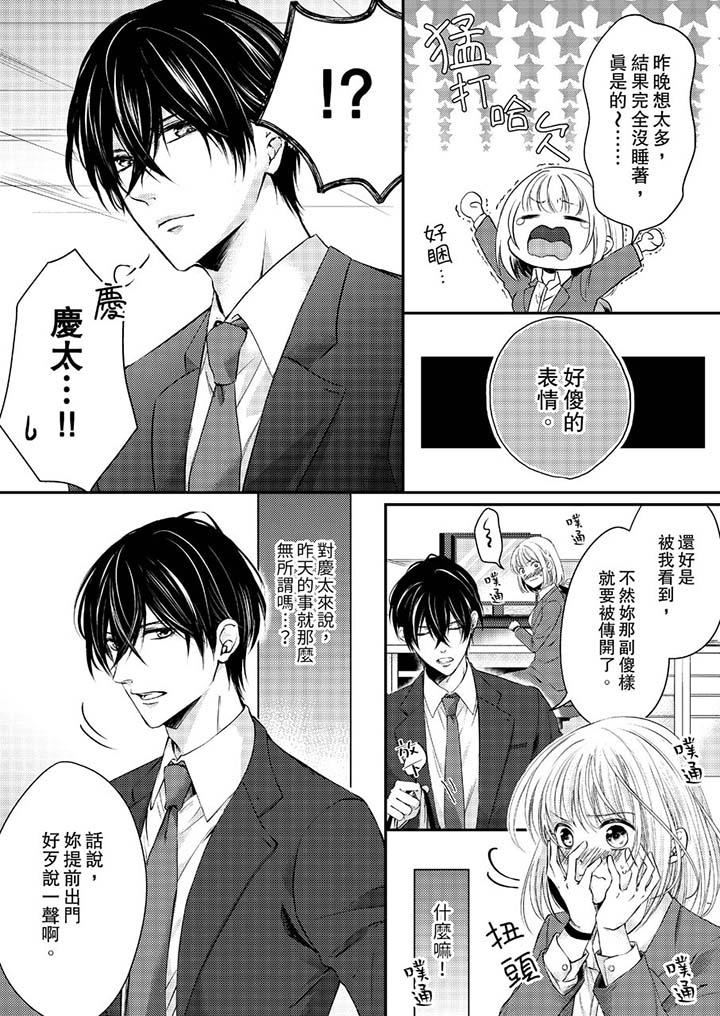 昨晚想太多，
結果完全沒睡著，
真是的～……
猛打哈欠
好睏…
好傻的
表情。
!?
慶
慶太…!!
還好是
被我看到，
不然妳那副傻樣
就要被傳開了。
噗通
噗通
放下
噗通
扭頭
噗通
什麼嘛！
噗通
對慶太來說，
昨天的事就那麼
無所謂嗎…？
話說，
妳提前出門
好歹說一聲啊。